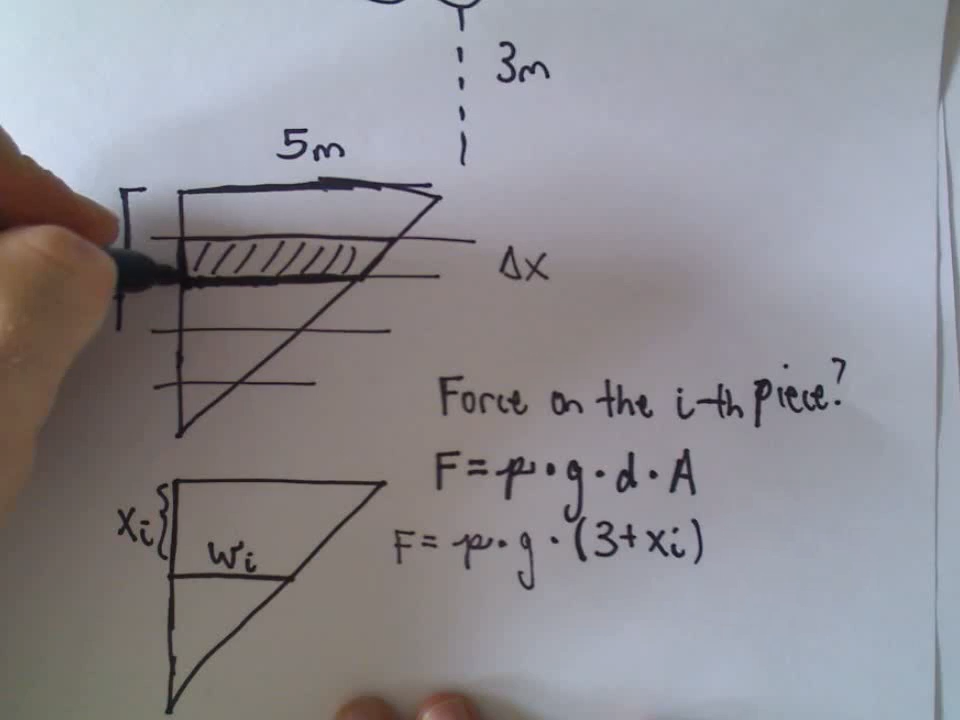 3m
5m
Δx
Force on the i-th piece?
F = p · g · d · A
xi
wi
F = p · g · (3 + xi)